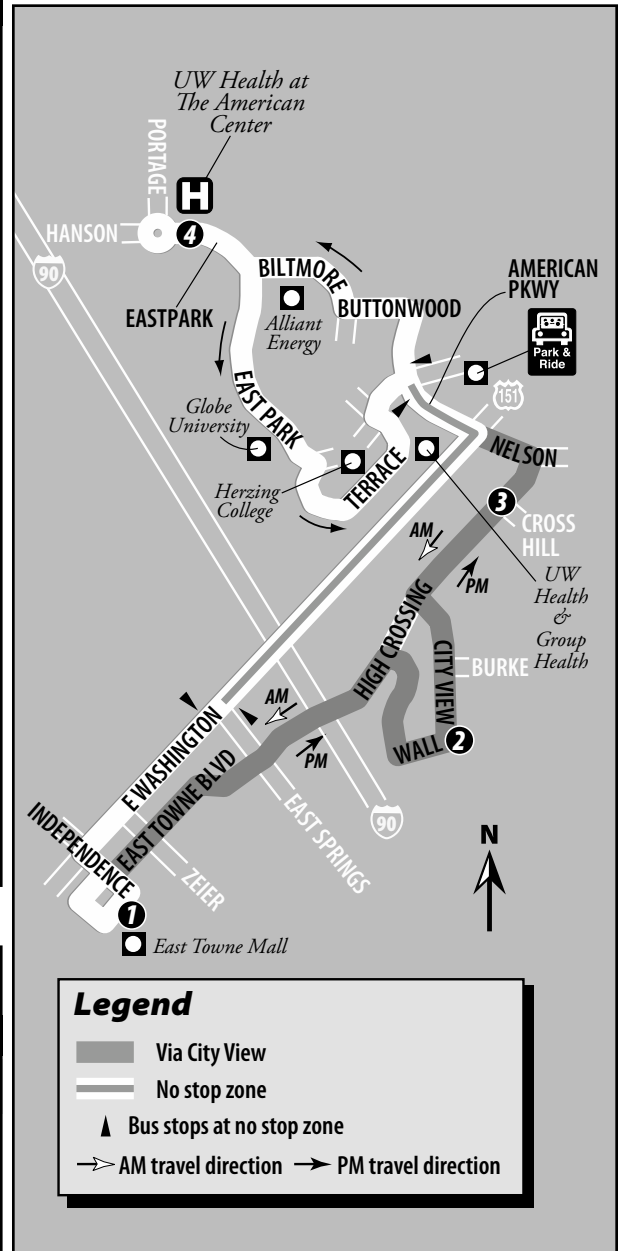 UW Health at
The American
Center
PORTAGE
H
HANSON
4
90
BILTMORE
AMERICAN
PKWY
EASTPARK
Alliant
Energy
BUTTONWOOD
Park &
Ride
151
EAST PARK
Globe
University
Herzing
College
TERRACE
NELSON
3
CROSS
HILL
AM
PM
UW
Health
&
Group
Health
HIGH CROSSING
CITY VIEW
BURKE
WALL
2
AM
PM
E WASHINGTON
EAST TOWNE BLVD
EAST SPRINGS
90
INDEPENDENCE
ZEIER
N
1
East Towne Mall
Legend
Via City View
No stop zone
Bus stops at no stop zone
AM travel direction PM travel direction